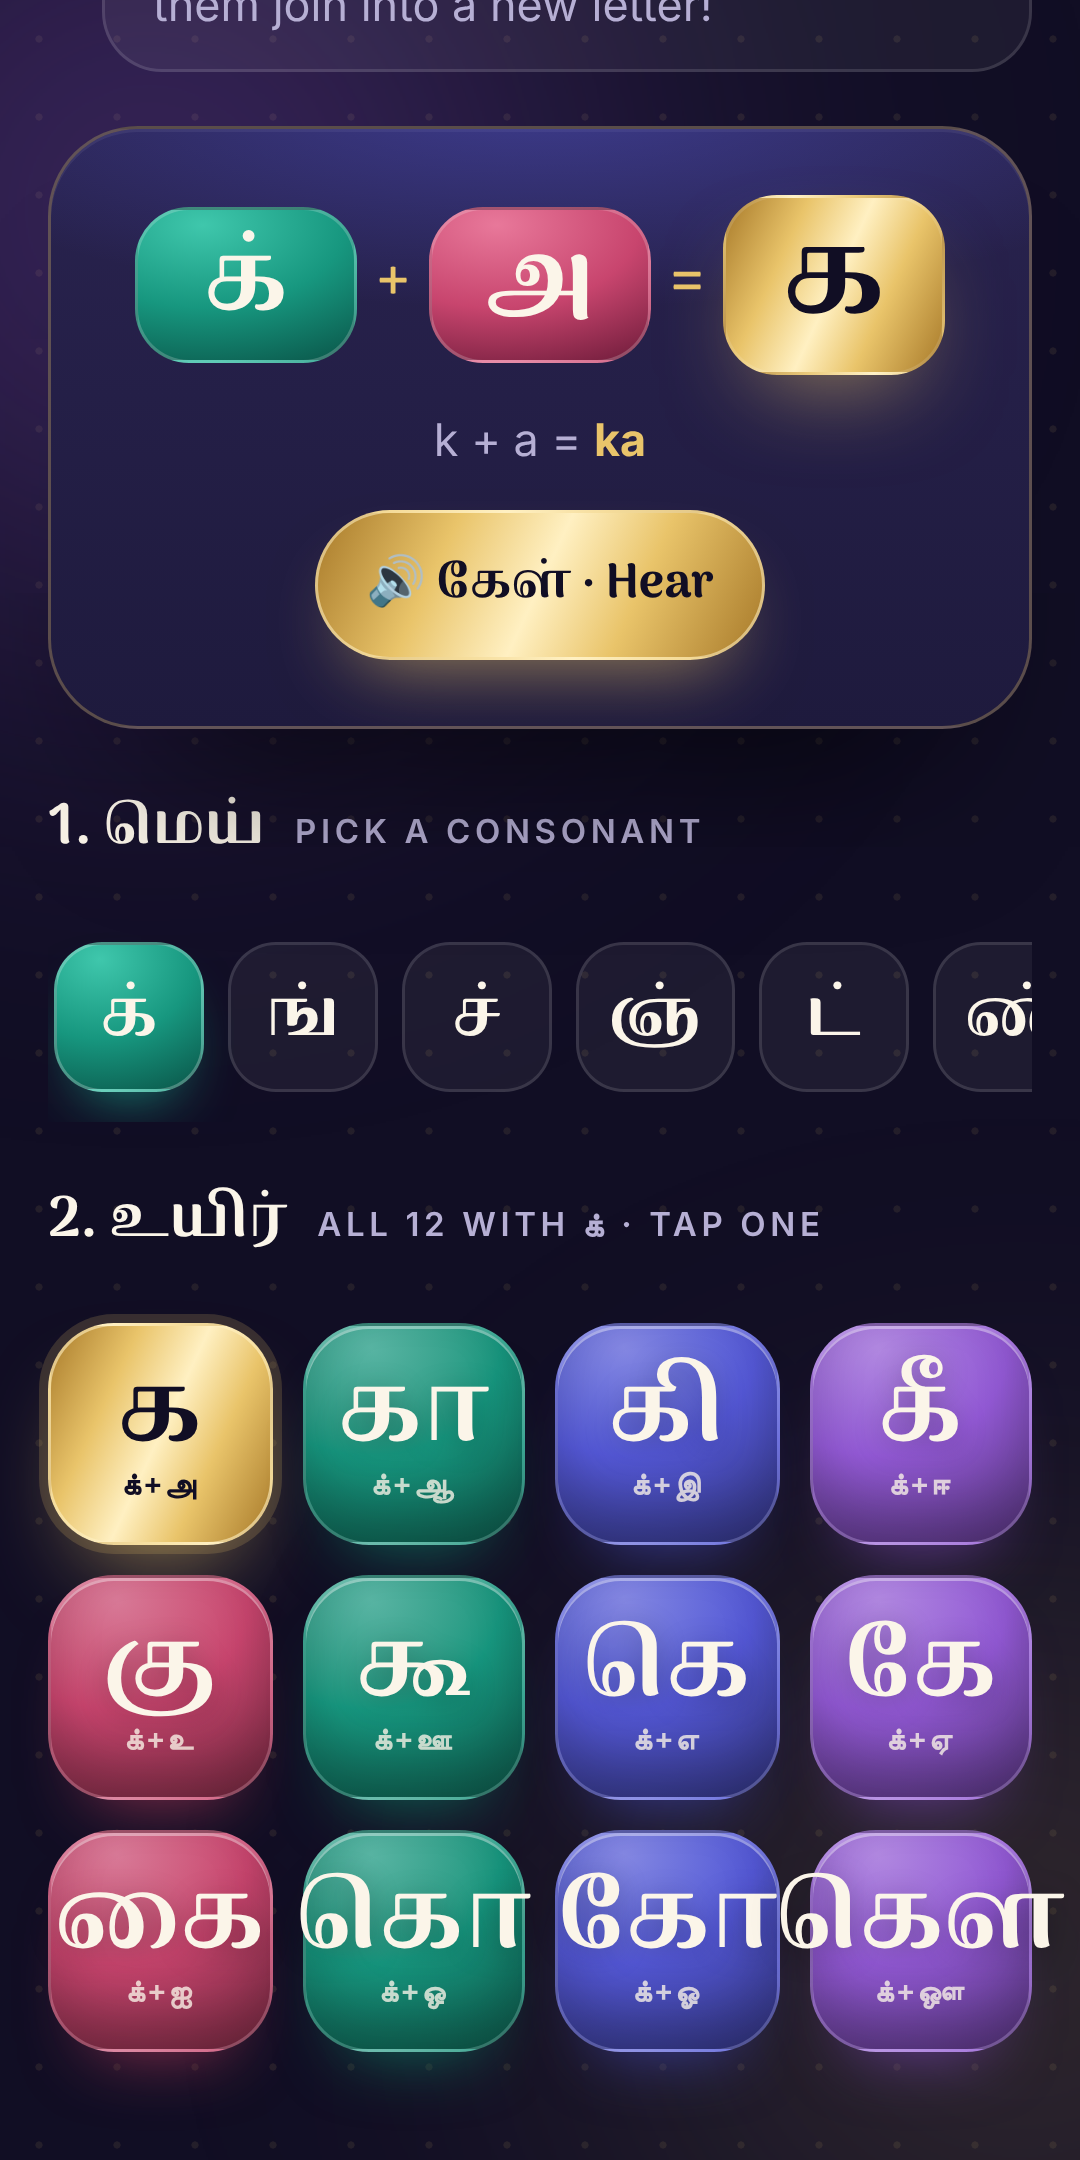 them join into a new letter!
க் + அ = க
k + a = ka
கேள் · Hear
1. மெய் PICK A CONSONANT
க் ங் ச் ஞ் ட்
2. உயிர் ALL 12 WITH க் · TAP ONE
க கா கி கீ
க்+அ க்+ஆ க்+இ க்+ஈ
கு கூ கெ கே
க்+உ க்+ஊ க்+எ க்+ஏ
கை கொ கோ கௌ
க்+ஐ க்+ஒ க்+ஓ க்+ஔ